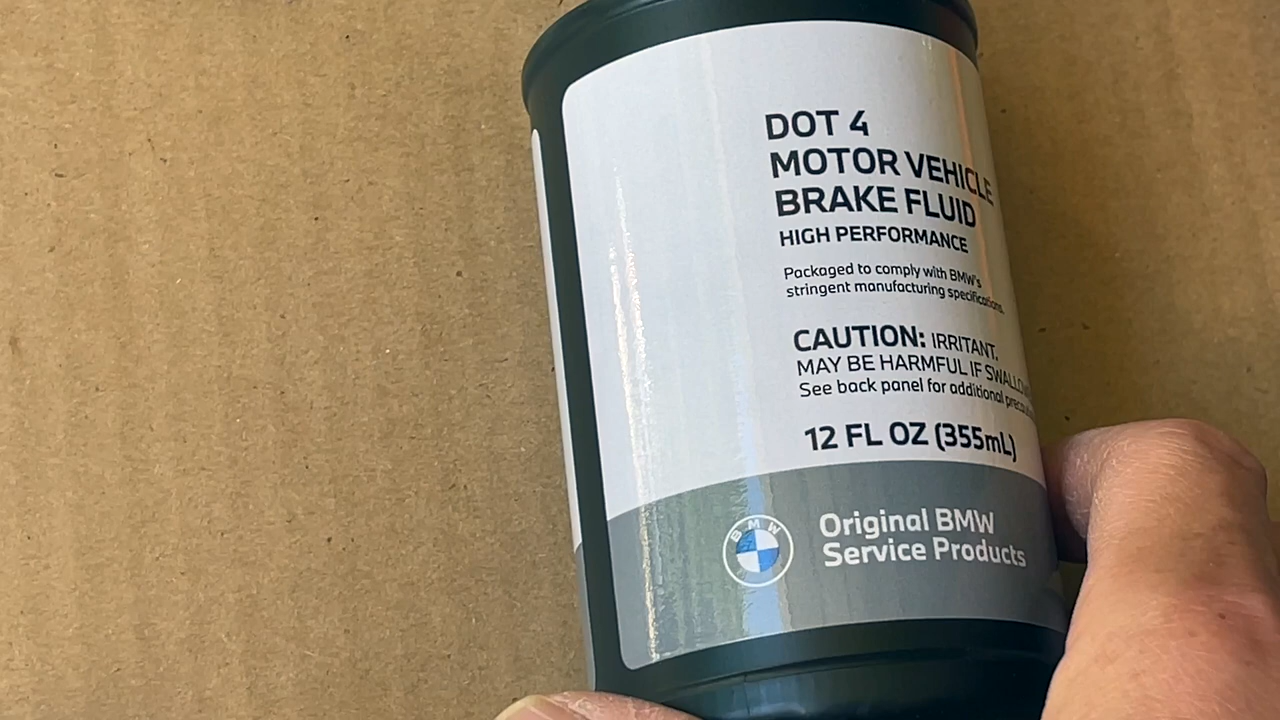 DOT 4
MOTOR VEHICLE
BRAKE FLUID
HIGH PERFORMANCE
Packaged to comply with BMW's
stringent manufacturing specifications.
CAUTION: IRRITANT.
MAY BE HARMFUL IF
See back panel for additional
12 FL OZ (355mL)
BMW
Original BMW
Service Products